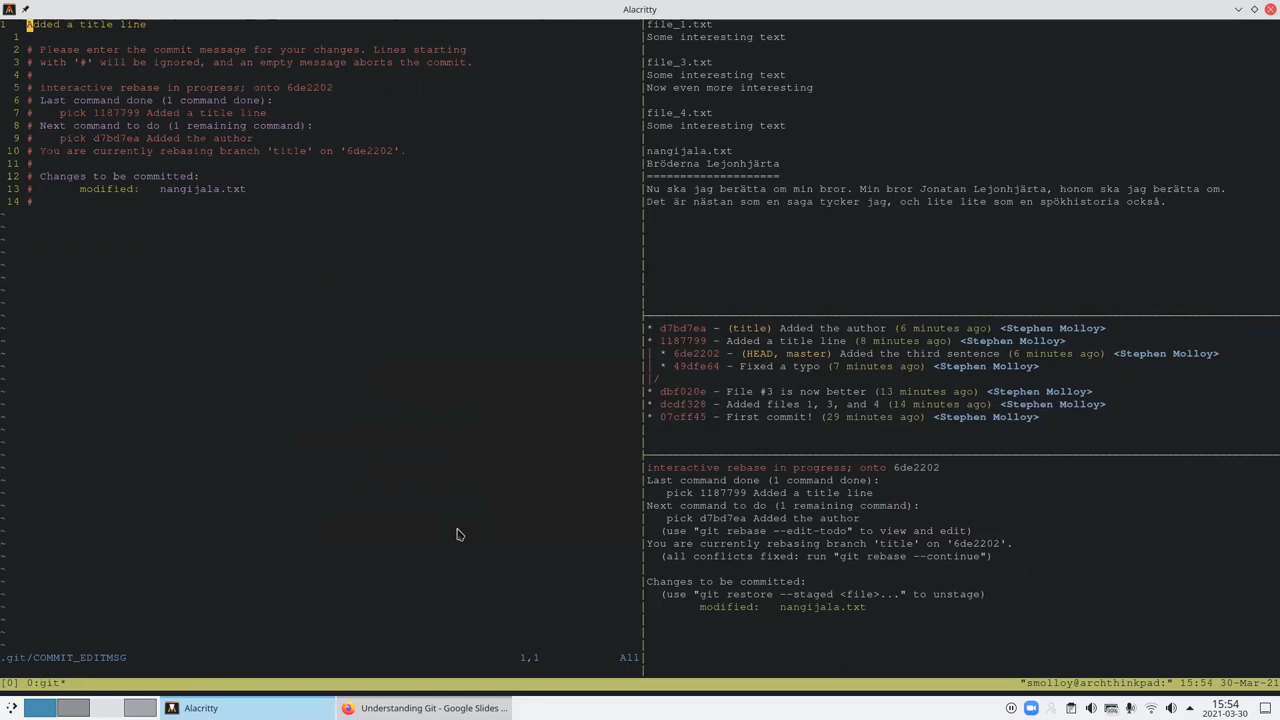 Alacritty
1 Added a title line
1
2 # Please enter the commit message for your changes. Lines starting
3 # with '#' will be ignored, and an empty message aborts the commit.
4 #
5 # interactive rebase in progress; onto 6de2202
6 # Last command done (1 command done):
7 #    pick 1187799 Added a title line
8 # Next command to do (1 remaining command):
9 #    pick d7bd7ea Added the author
10 # You are currently rebasing branch 'title' on '6de2202'.
11 #
12 # Changes to be committed:
13 #       modified:   nangijala.txt
14 #
.git/COMMIT_EDITMSG 1,1 All
file_1.txt
Some interesting text
file_3.txt
Some interesting text
Now even more interesting
file_4.txt
Some interesting text
nangijala.txt
Bröderna Lejonhjärta
====================
Nu ska jag berätta om min bror. Min bror Jonatan Lejonhjärta, honom ska jag berätta om.
Det är nästan som en saga tycker jag, och lite lite som en spökhistoria också.
* d7bd7ea - (title) Added the author (6 minutes ago) <Stephen Molloy>
* 1187799 - Added a title line (8 minutes ago) <Stephen Molloy>
| * 6de2202 - (HEAD, master) Added the third sentence (6 minutes ago) <Stephen Molloy>
| * 49dfe64 - Fixed a typo (7 minutes ago) <Stephen Molloy>
|/
* dbf020e - File #3 is now better (13 minutes ago) <Stephen Molloy>
* dcdf328 - Added files 1, 3, and 4 (14 minutes ago) <Stephen Molloy>
* 07cff45 - First commit! (29 minutes ago) <Stephen Molloy>
interactive rebase in progress; onto 6de2202
Last command done (1 command done):
   pick 1187799 Added a title line
Next command to do (1 remaining command):
   pick d7bd7ea Added the author
  (use "git rebase --edit-todo" to view and edit)
You are currently rebasing branch 'title' on '6de2202'.
  (all conflicts fixed: run "git rebase --continue")
Changes to be committed:
  (use "git restore --staged <file>..." to unstage)
        modified:   nangijala.txt
[0] 0:git* "smolloy@archthinkpad:" 15:54 30-Mar-21
Alacritty
Understanding Git - Google Slides ...
15:54
2021-03-30